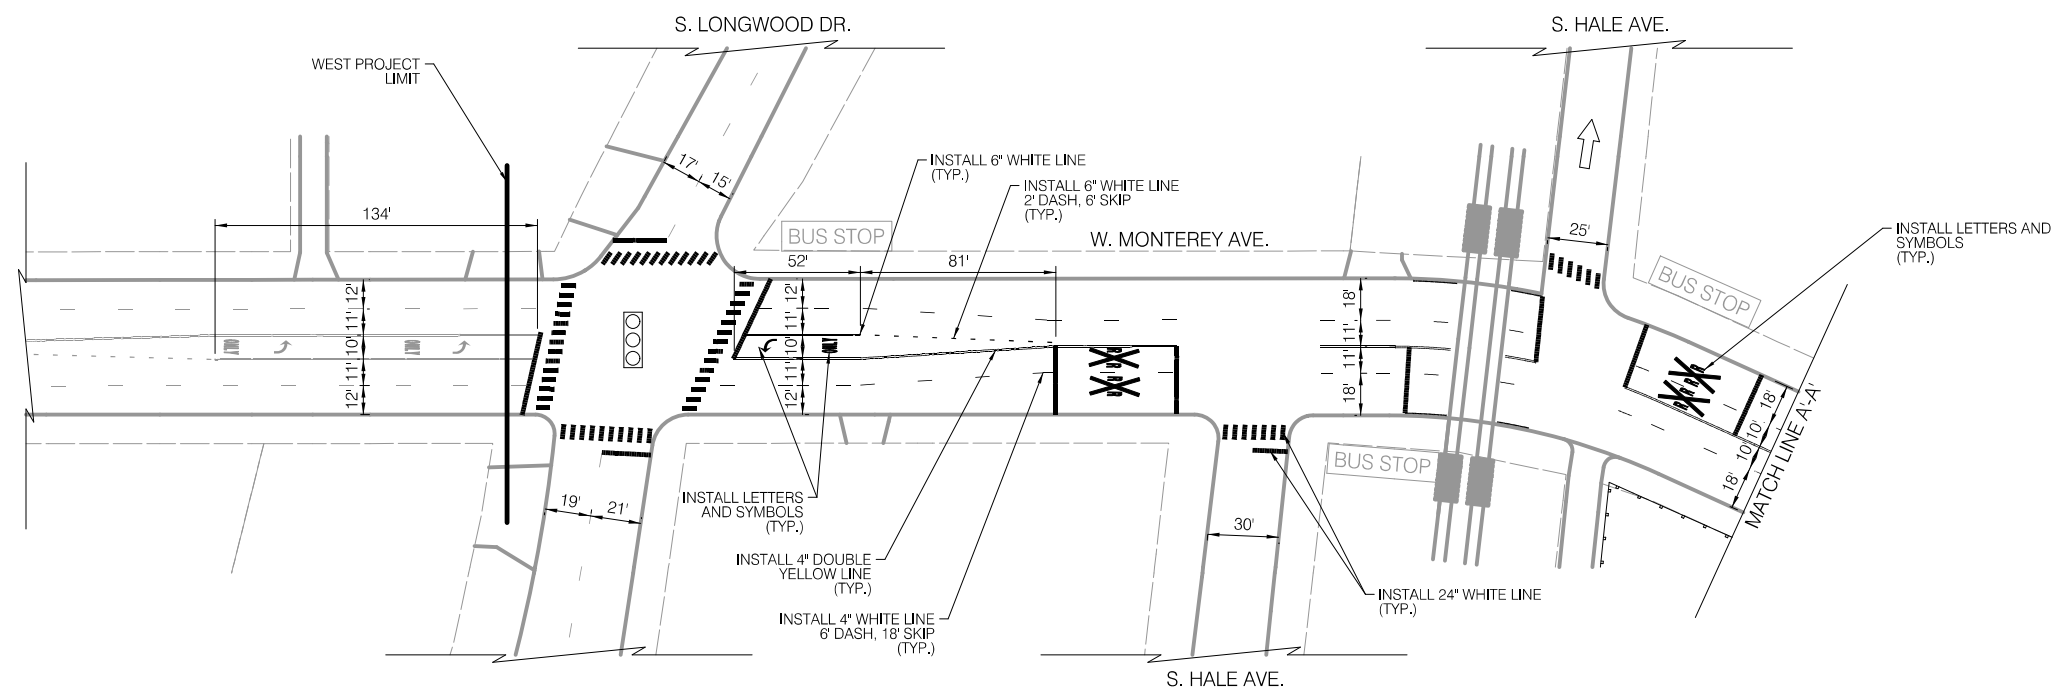 S. LONGWOOD DR.
S. HALE AVE.
WEST PROJECT
LIMIT
INSTALL 6" WHITE LINE
(TYP.)
INSTALL 6" WHITE LINE
2' DASH, 6' SKIP
(TYP.)
17'
15'
134'
BUS STOP
W. MONTEREY AVE.
25'
INSTALL LETTERS AND
SYMBOLS
(TYP.)
52'
81'
BUS STOP
12'
11'
10'
11'
12'
ONLY
ONLY
12'
11'
10'
11'
12'
ONLY
R R
R R
18'
11'
11'
18'
R R
R R
18'
10'
10'
18'
MATCH LINE A'-A'
BUS STOP
19'
21'
INSTALL LETTERS
AND SYMBOLS
(TYP.)
30'
INSTALL 4" DOUBLE
YELLOW LINE
(TYP.)
INSTALL 24" WHITE LINE
(TYP.)
INSTALL 4" WHITE LINE
6' DASH, 18' SKIP
(TYP.)
S. HALE AVE.